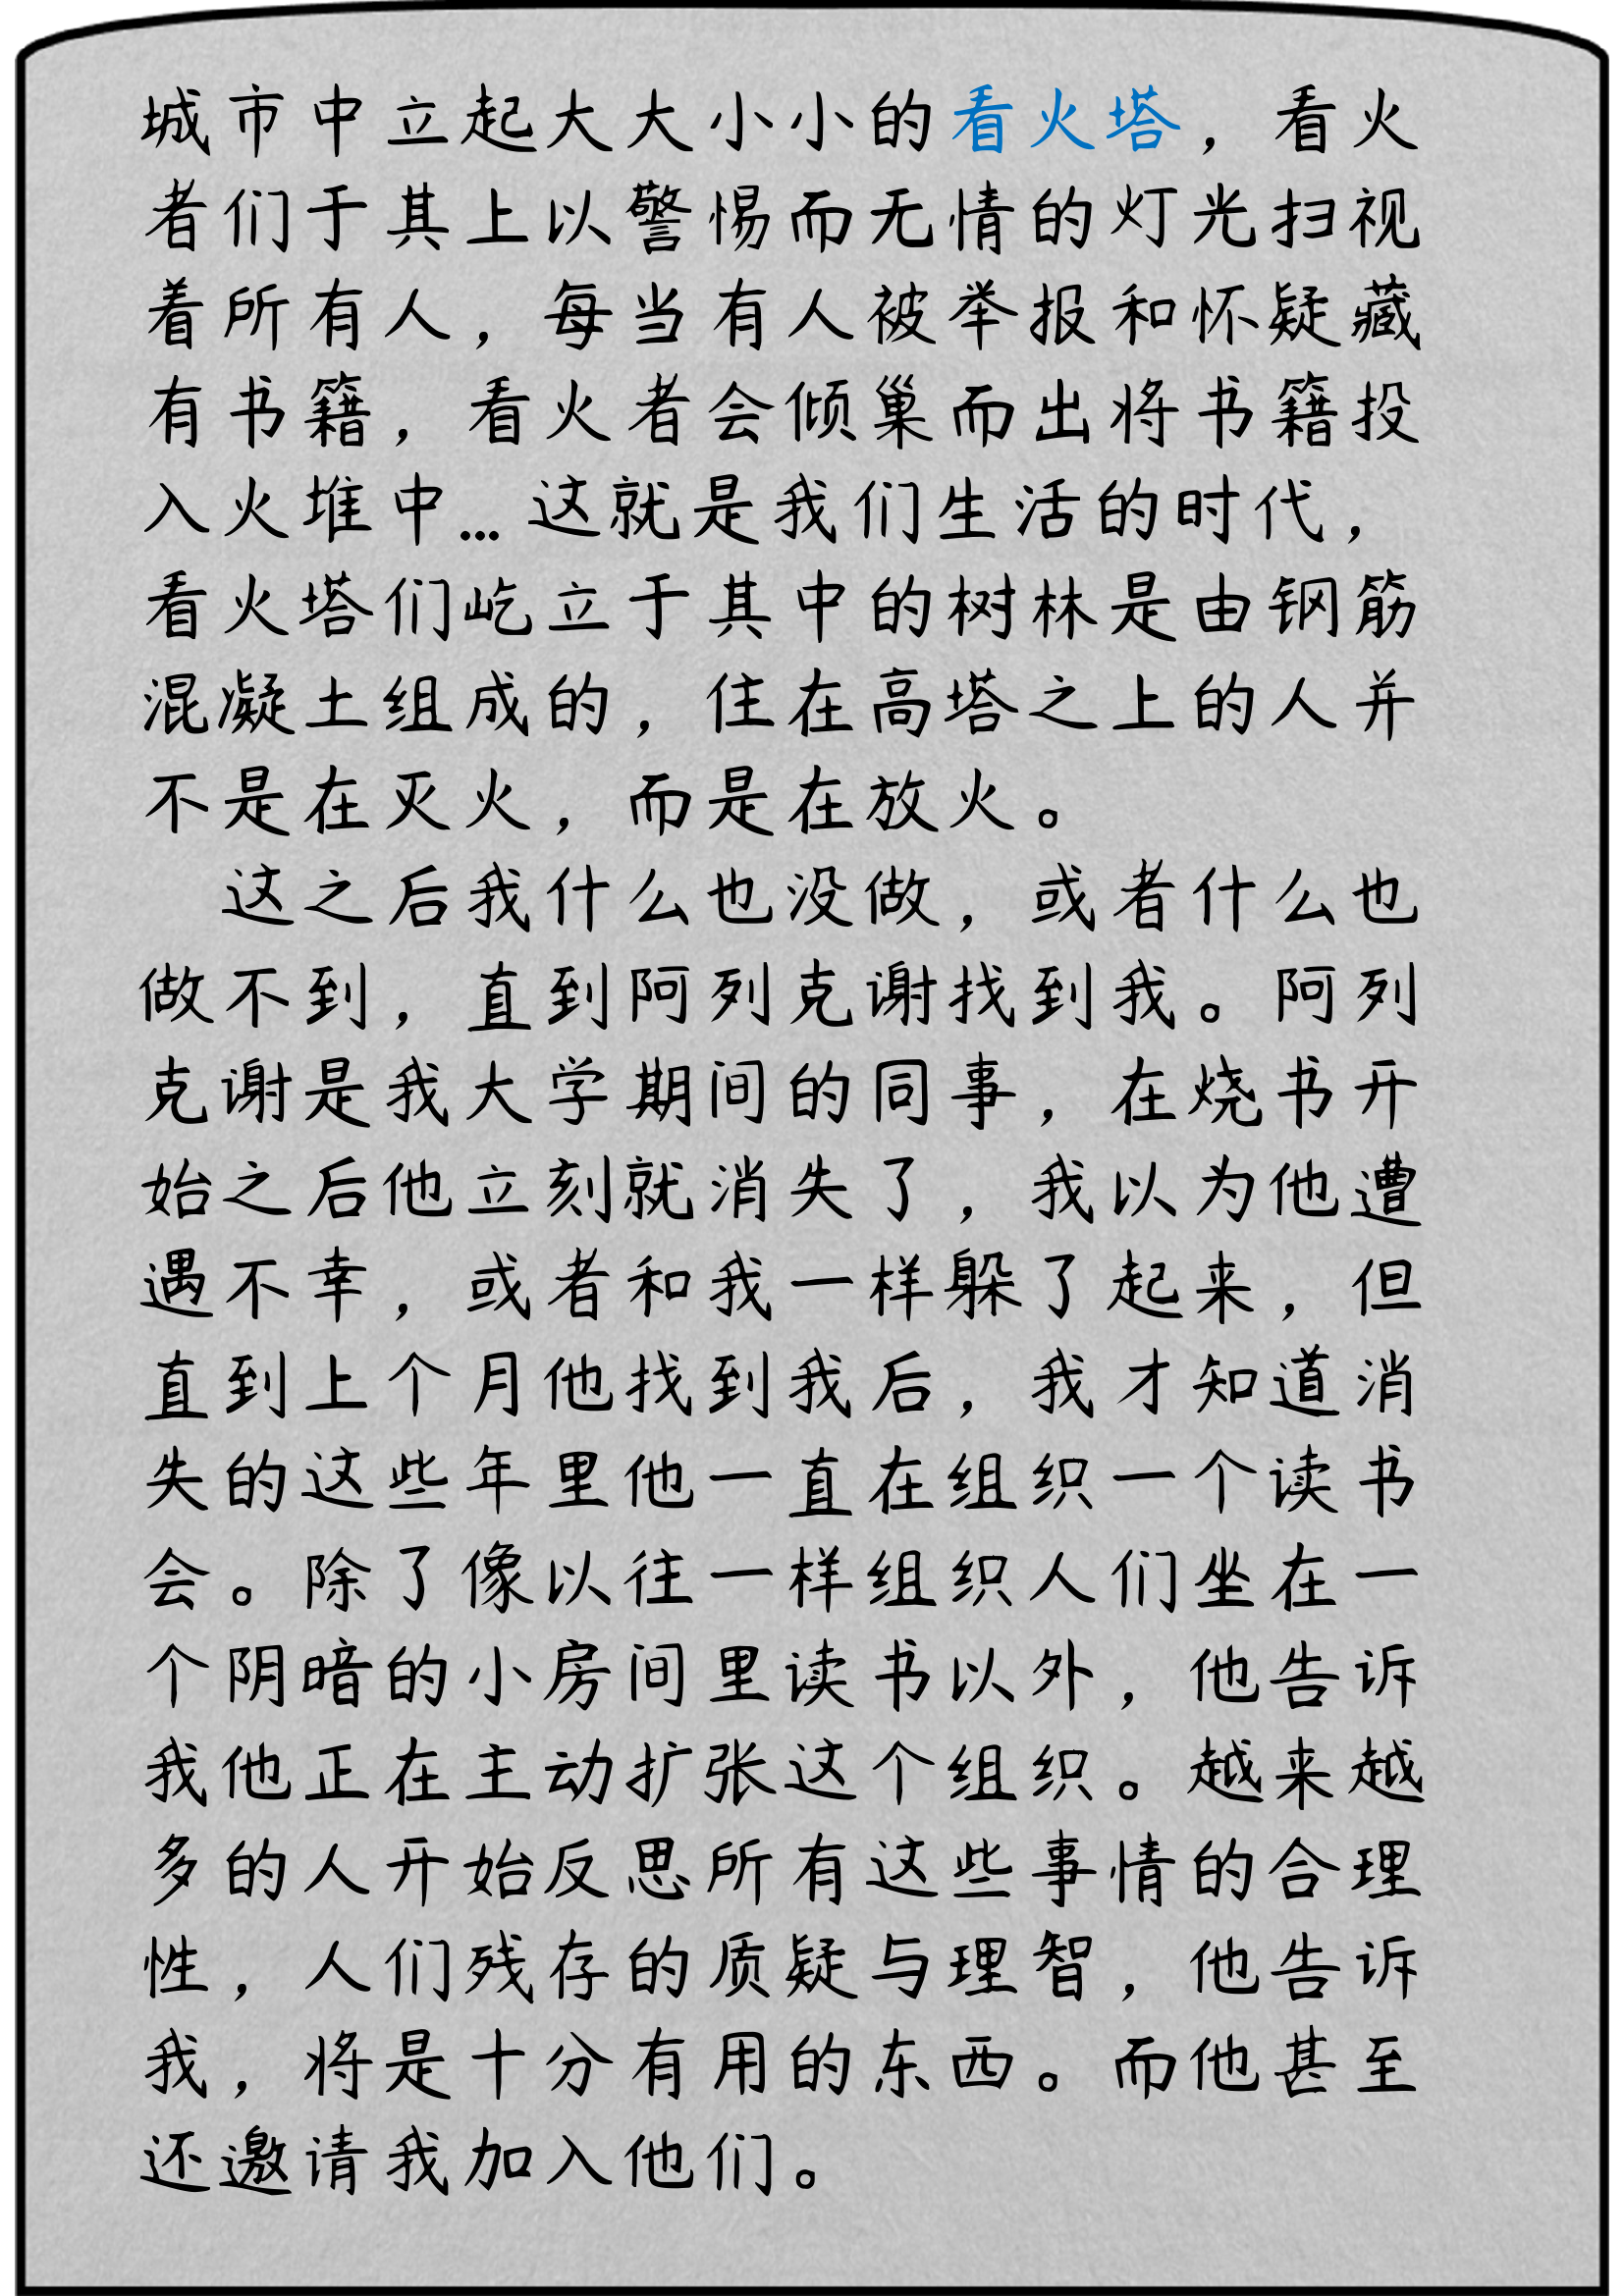 城市中立起大大小小的看火塔，看火
者们于其上以警惕而无情的灯光扫视
着所有人，每当有人被举报和怀疑藏
有书籍，看火者会倾巢而出将书籍投
入火堆中…这就是我们生活的时代，
看火塔们屹立于其中的树林是由钢筋
混凝土组成的，住在高塔之上的人并
不是在灭火，而是在放火。
这之后我什么也没做，或者什么也
做不到，直到阿列克谢找到我。阿列
克谢是我大学期间的同事，在烧书开
始之后他立刻就消失了，我以为他遭
遇不幸，或者和我一样躲了起来，但
直到上个月他找到我后，我才知道消
失的这些年里他一直在组织一个读书
会。除了像以往一样组织人们坐在一
个阴暗的小房间里读书以外，他告诉
我他正在主动扩张这个组织。越来越
多的人开始反思所有这些事情的合理
性，人们残存的质疑与理智，他告诉
我，将是十分有用的东西。而他甚至
还邀请我加入他们。